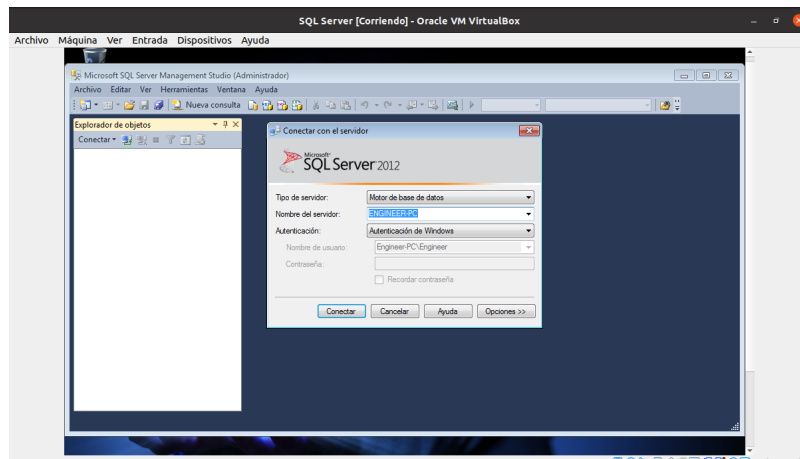 SQL Server [Corriendo] - Oracle VM VirtualBox
Archivo Máquina Ver Entrada Dispositivos Ayuda
Microsoft SQL Server Management Studio (Administrador)
Archivo Editar Ver Herramientas Ventana Ayuda
Nueva consulta
Explorador de objetos
Conectar
Conectar con el servidor
Microsoft
SQL Server 2012
Tipo de servidor: Motor de base de datos
Nombre del servidor: ENGINEER-PC
Autenticación: Autenticación de Windows
Nombre de usuario: Engineer-PC\Engineer
Contraseña:
Recordar contraseña
Conectar Cancelar Ayuda Opciones >>